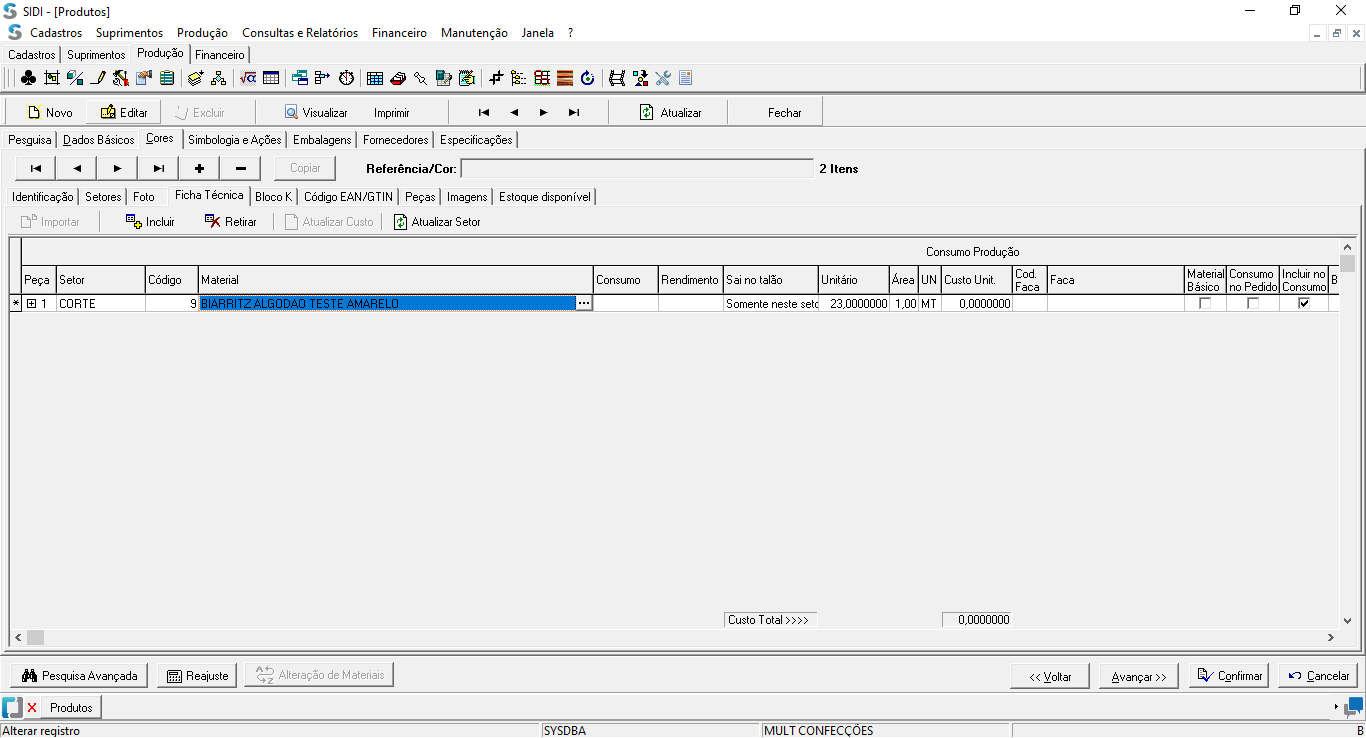 SIDI - [Produtos]
Cadastros Suprimentos Produção Consultas e Relatórios Financeiro Manutenção Janela ?
Cadastros Suprimentos Produção Financeiro
Novo Editar Excluir Visualizar Imprimir Atualizar Fechar
Pesquisa Dados Básicos Cores Simbologia e Ações Embalagens Fornecedores Especificações
Copiar Referência/Cor: 2 Itens
Identificação Setores Foto Ficha Técnica Bloco K Código EAN/GTIN Peças Imagens Estoque disponível
Importar Incluir Retirar Atualizar Custo Atualizar Setor
Consumo Produção
Peça Setor Código Material Consumo Rendimento Sai no talão Unitário Área UN Custo Unit. Cod. Faca Faca Material Básico Consumo no Pedido Incluir no Consumo B
* 1 CORTE 9 BIARRITZ ALGODAO TESTE AMARELO ... Somente neste seto 23,0000000 1,00 MT 0,0000000
Custo Total >>>> 0,0000000
Pesquisa Avançada Reajuste Alteração de Materiais << Voltar Avançar >> Confirmar Cancelar
Produtos
Alterar registro SYSDBA MULT CONFECÇÕES B